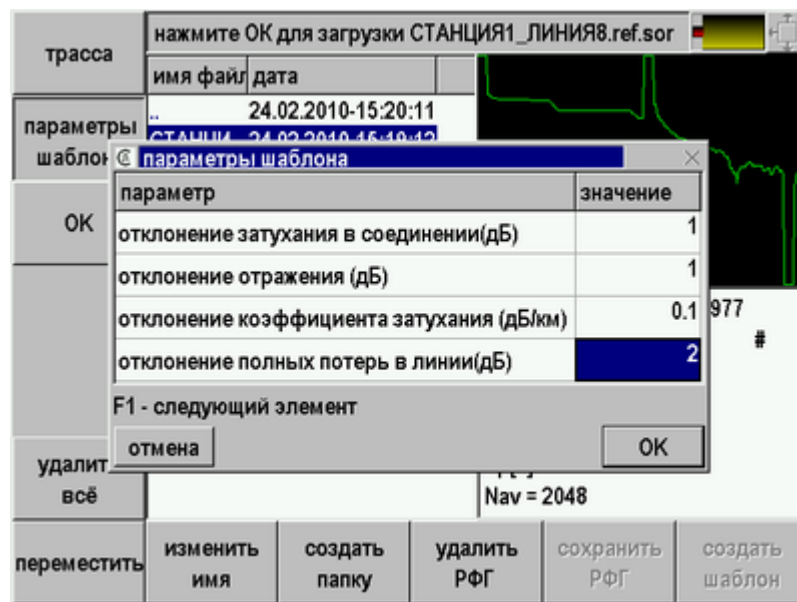 трасса
нажмите ОК для загрузки СТАНЦИЯ1_ЛИНИЯ8.ref.sor
имя файл дата
.. 24.02.2010-15:20:11
параметры
шаблон
параметры шаблона
параметр значение
отклонение затухания в соединении(дБ) 1
отклонение отражения (дБ) 1
отклонение коэффициента затухания (дБ/км) 0.1
отклонение полных потерь в линии(дБ) 2
F1 - следующий элемент
отмена OK
OK
977
#
удалит
всё
Nav = 2048
переместить
изменить
имя
создать
папку
удалить
РФГ
сохранить
РФГ
создать
шаблон